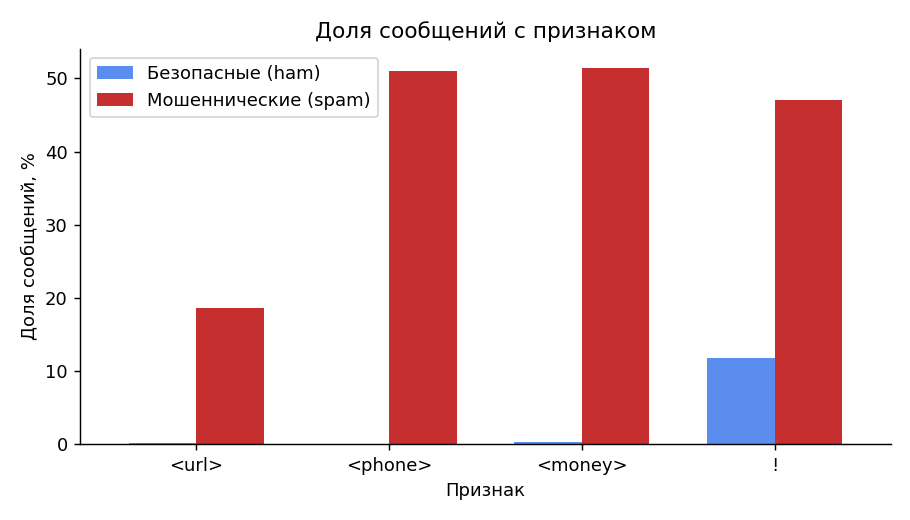 Доля сообщений с признаком
Безопасные (ham)
Мошеннические (spam)
Доля сообщений, %
50
40
30
20
10
0
<url>
<phone>
<money>
!
Признак